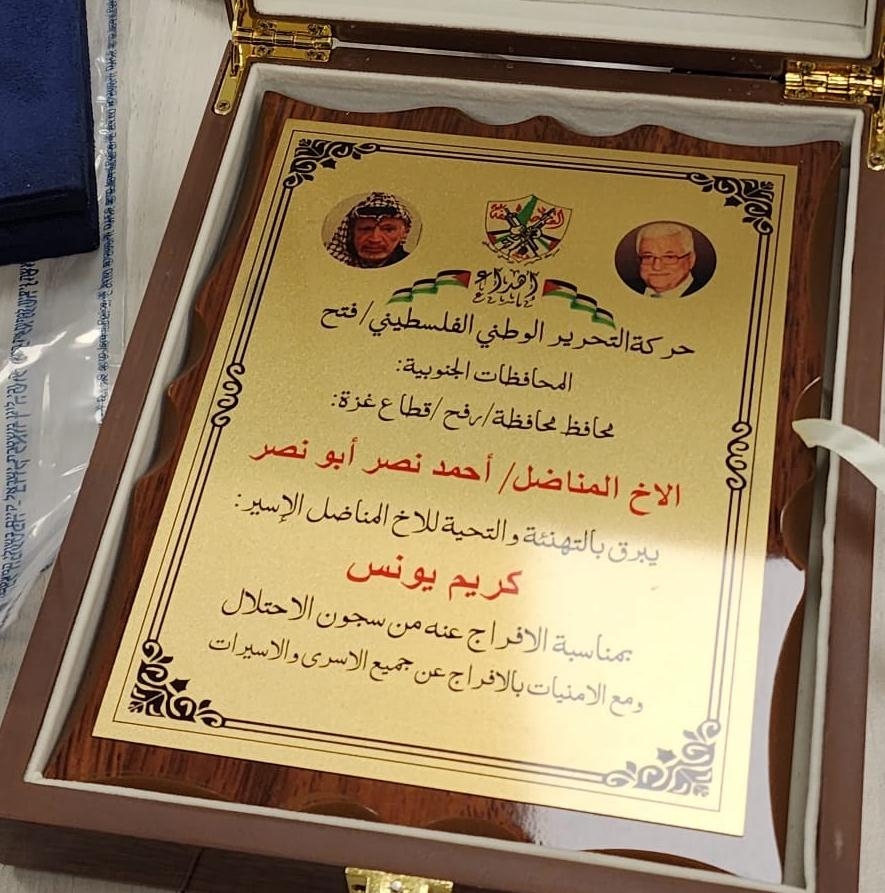 اهداء
حركة التحرير الوطني الفلسطيني/ فتح
المحافظات الجنوبية:
محافظ محافظة/رفح /قطاع غزة:
الاخ المناضل/ أحمد نصر أبو نصر
يبرق بالتهنئة والتحية للاخ المناضل الإسير:
كريم يونس
بمناسبة الافراج عنه من سجون الاحتلال
ومع الامنيات بالافراج عن جميع الاسرى والاسيرات